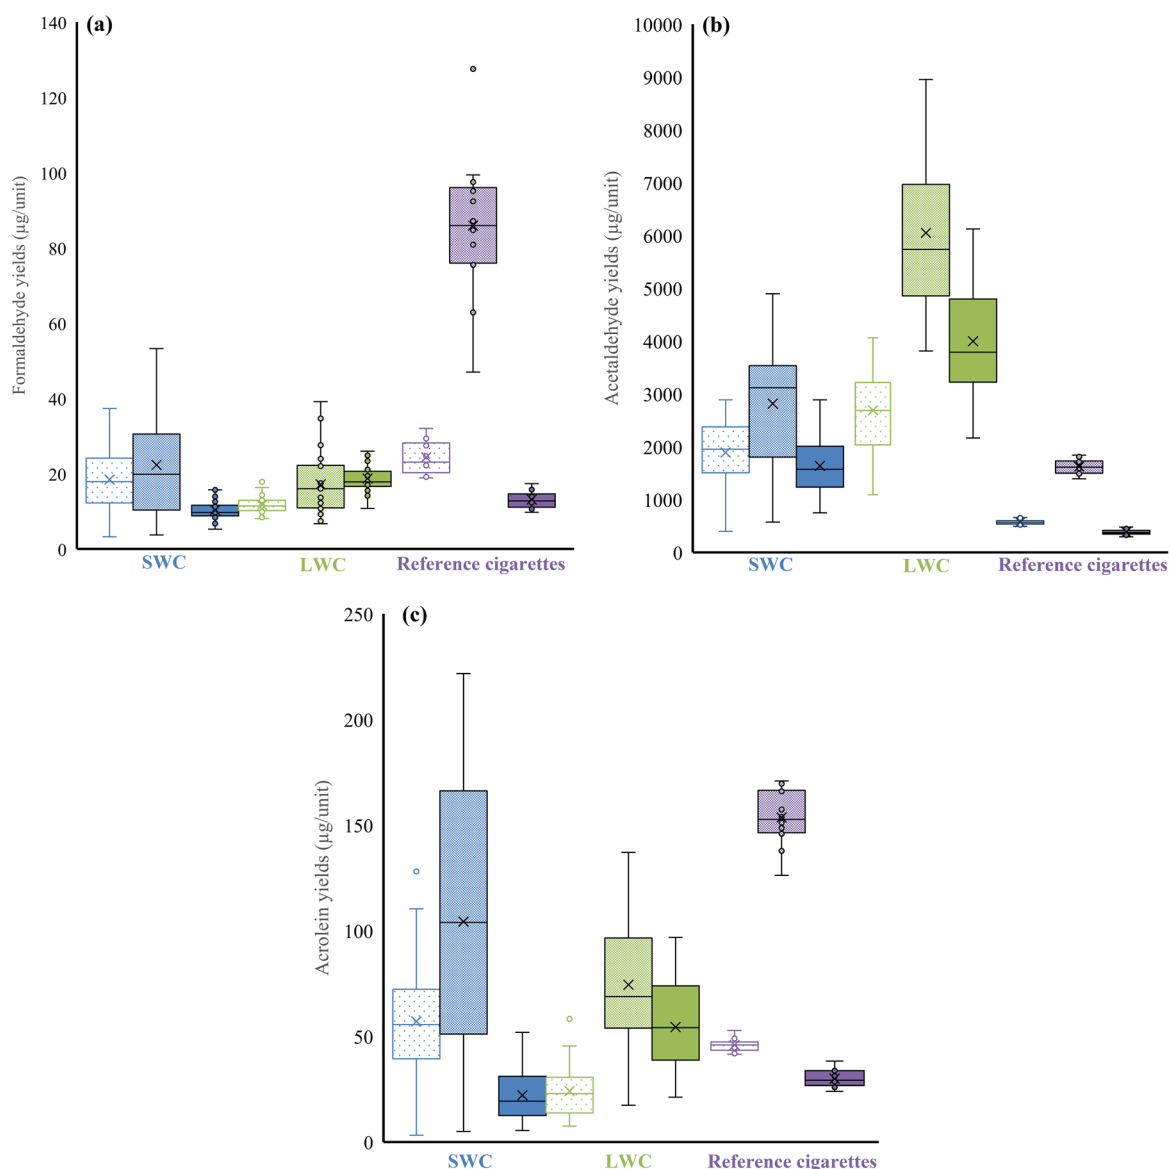 (a)
Formaldehyde yields (µg/unit)
140
120
100
80
60
40
20
0
SWC
LWC
Reference cigarettes
(b)
Acetaldehyde yields (µg/unit)
10000
9000
8000
7000
6000
5000
4000
3000
2000
1000
0
SWC
LWC
Reference cigarettes
(c)
Acrolein yields (µg/unit)
250
200
150
100
50
0
SWC
LWC
Reference cigarettes